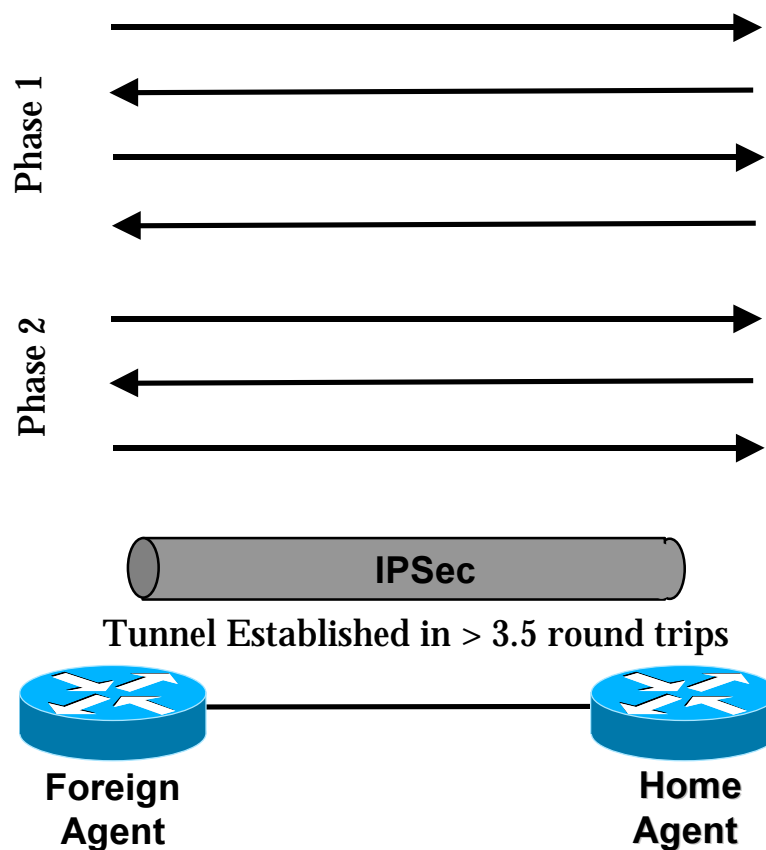 Phase 1
Phase 2
IPSec
Tunnel Established in > 3.5 round trips
Foreign
Agent
Home
Agent